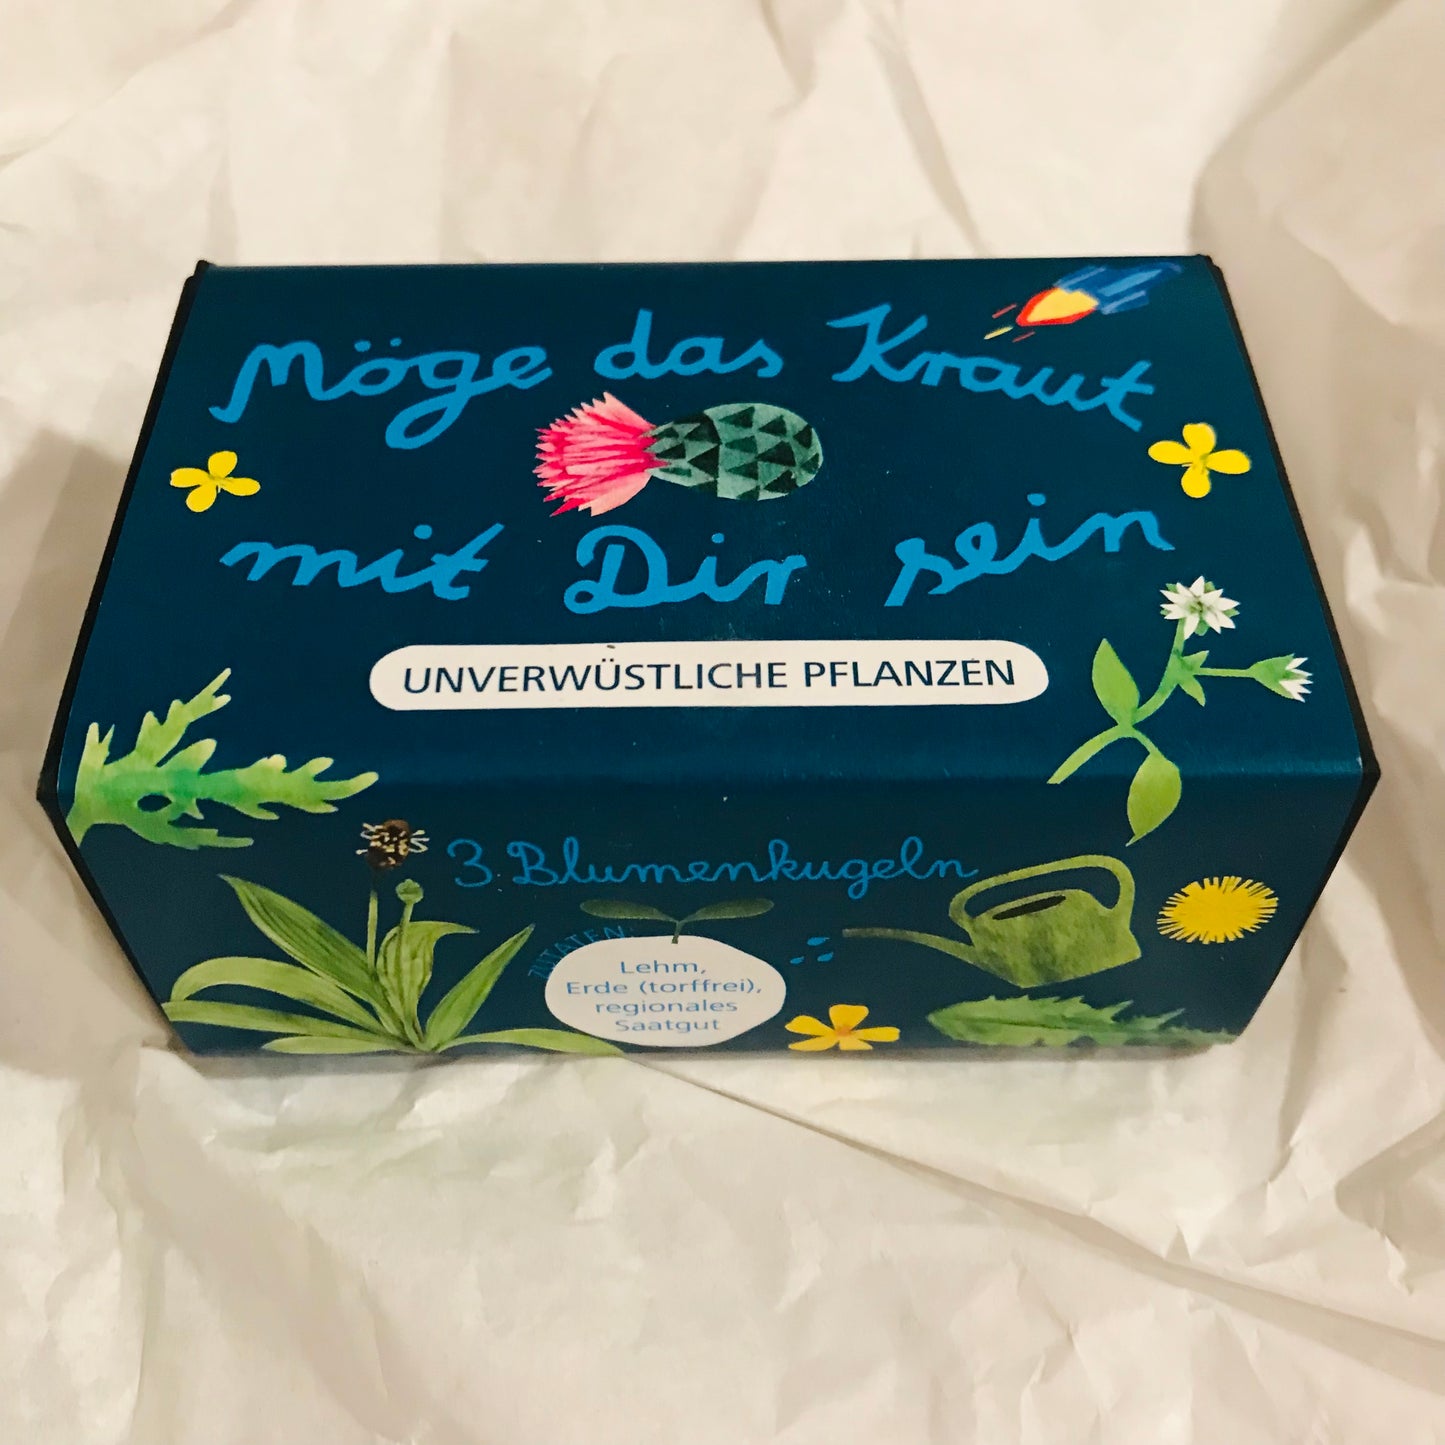 Möge das Kraut
mit Dir sein
UNVERWÜSTLICHE PFLANZEN
3 Blumenkugeln
ZUTATEN:
Lehm,
Erde (torffrei),
regionales
Saatgut